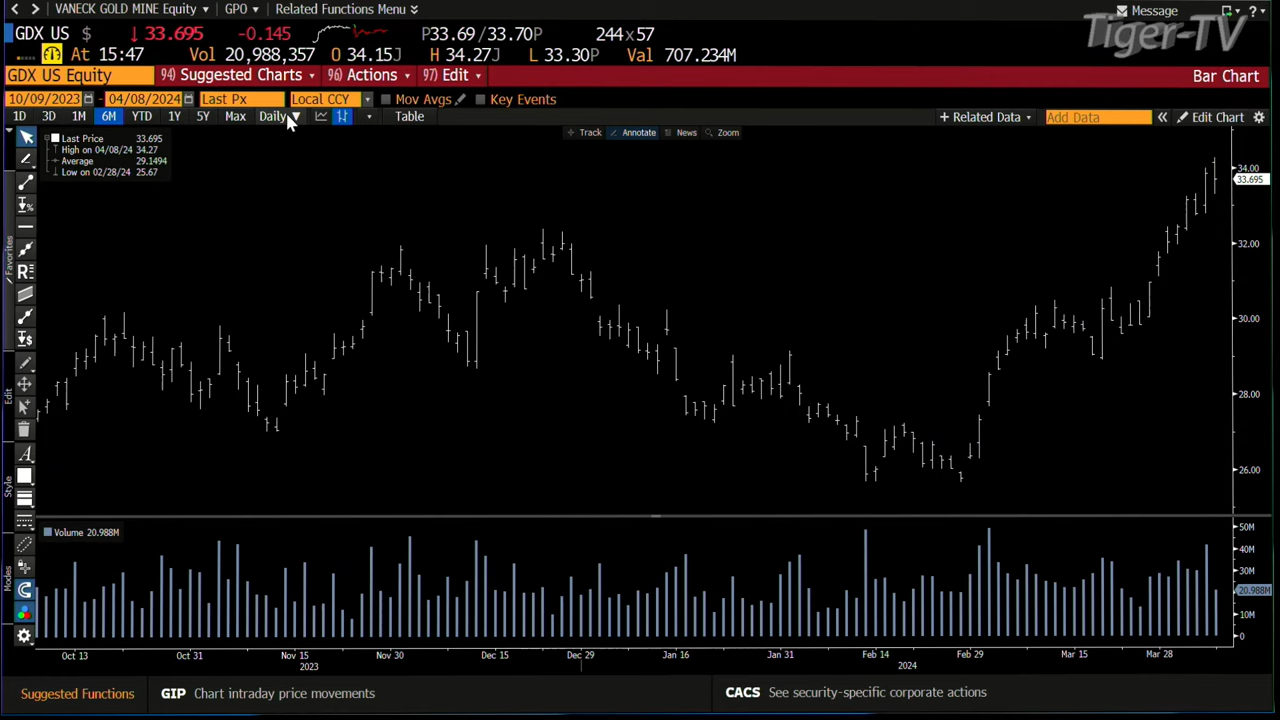 VANECK GOLD MINE Equity GPO Related Functions Menu Message
Tiger-TV
GDX US $ ↓ 33.695 -0.145 P33.69 / 33.70P 244 x 57
At 15:47 Vol 20,988,357 O 34.15J H 34.27J L 33.30P Val 707.234M
GDX US Equity 94) Suggested Charts 96) Actions 97) Edit Bar Chart
10/09/2023 - 04/08/2024 Last Px Local CCY Mov Avgs Key Events
1D 3D 1M 6M YTD 1Y 5Y Max Daily ▼ Table + Related Data Add Data « Edit Chart
Track Annotate News Zoom
Last Price 33.695
High on 04/08/24 34.27
Average 29.1494
Low on 02/28/24 25.67
34.00
33.695
32.00
30.00
28.00
26.00
Favorites
Edit
Style
Modes
Volume 20.988M
50M
40M
30M
20.988M
10M
0
Oct 13 Oct 31 Nov 15 Nov 30 Dec 15 Dec 29 Jan 16 Jan 31 Feb 14 Feb 29 Mar 15 Mar 28
2023 2024
Suggested Functions GIP Chart intraday price movements CACS See security-specific corporate actions